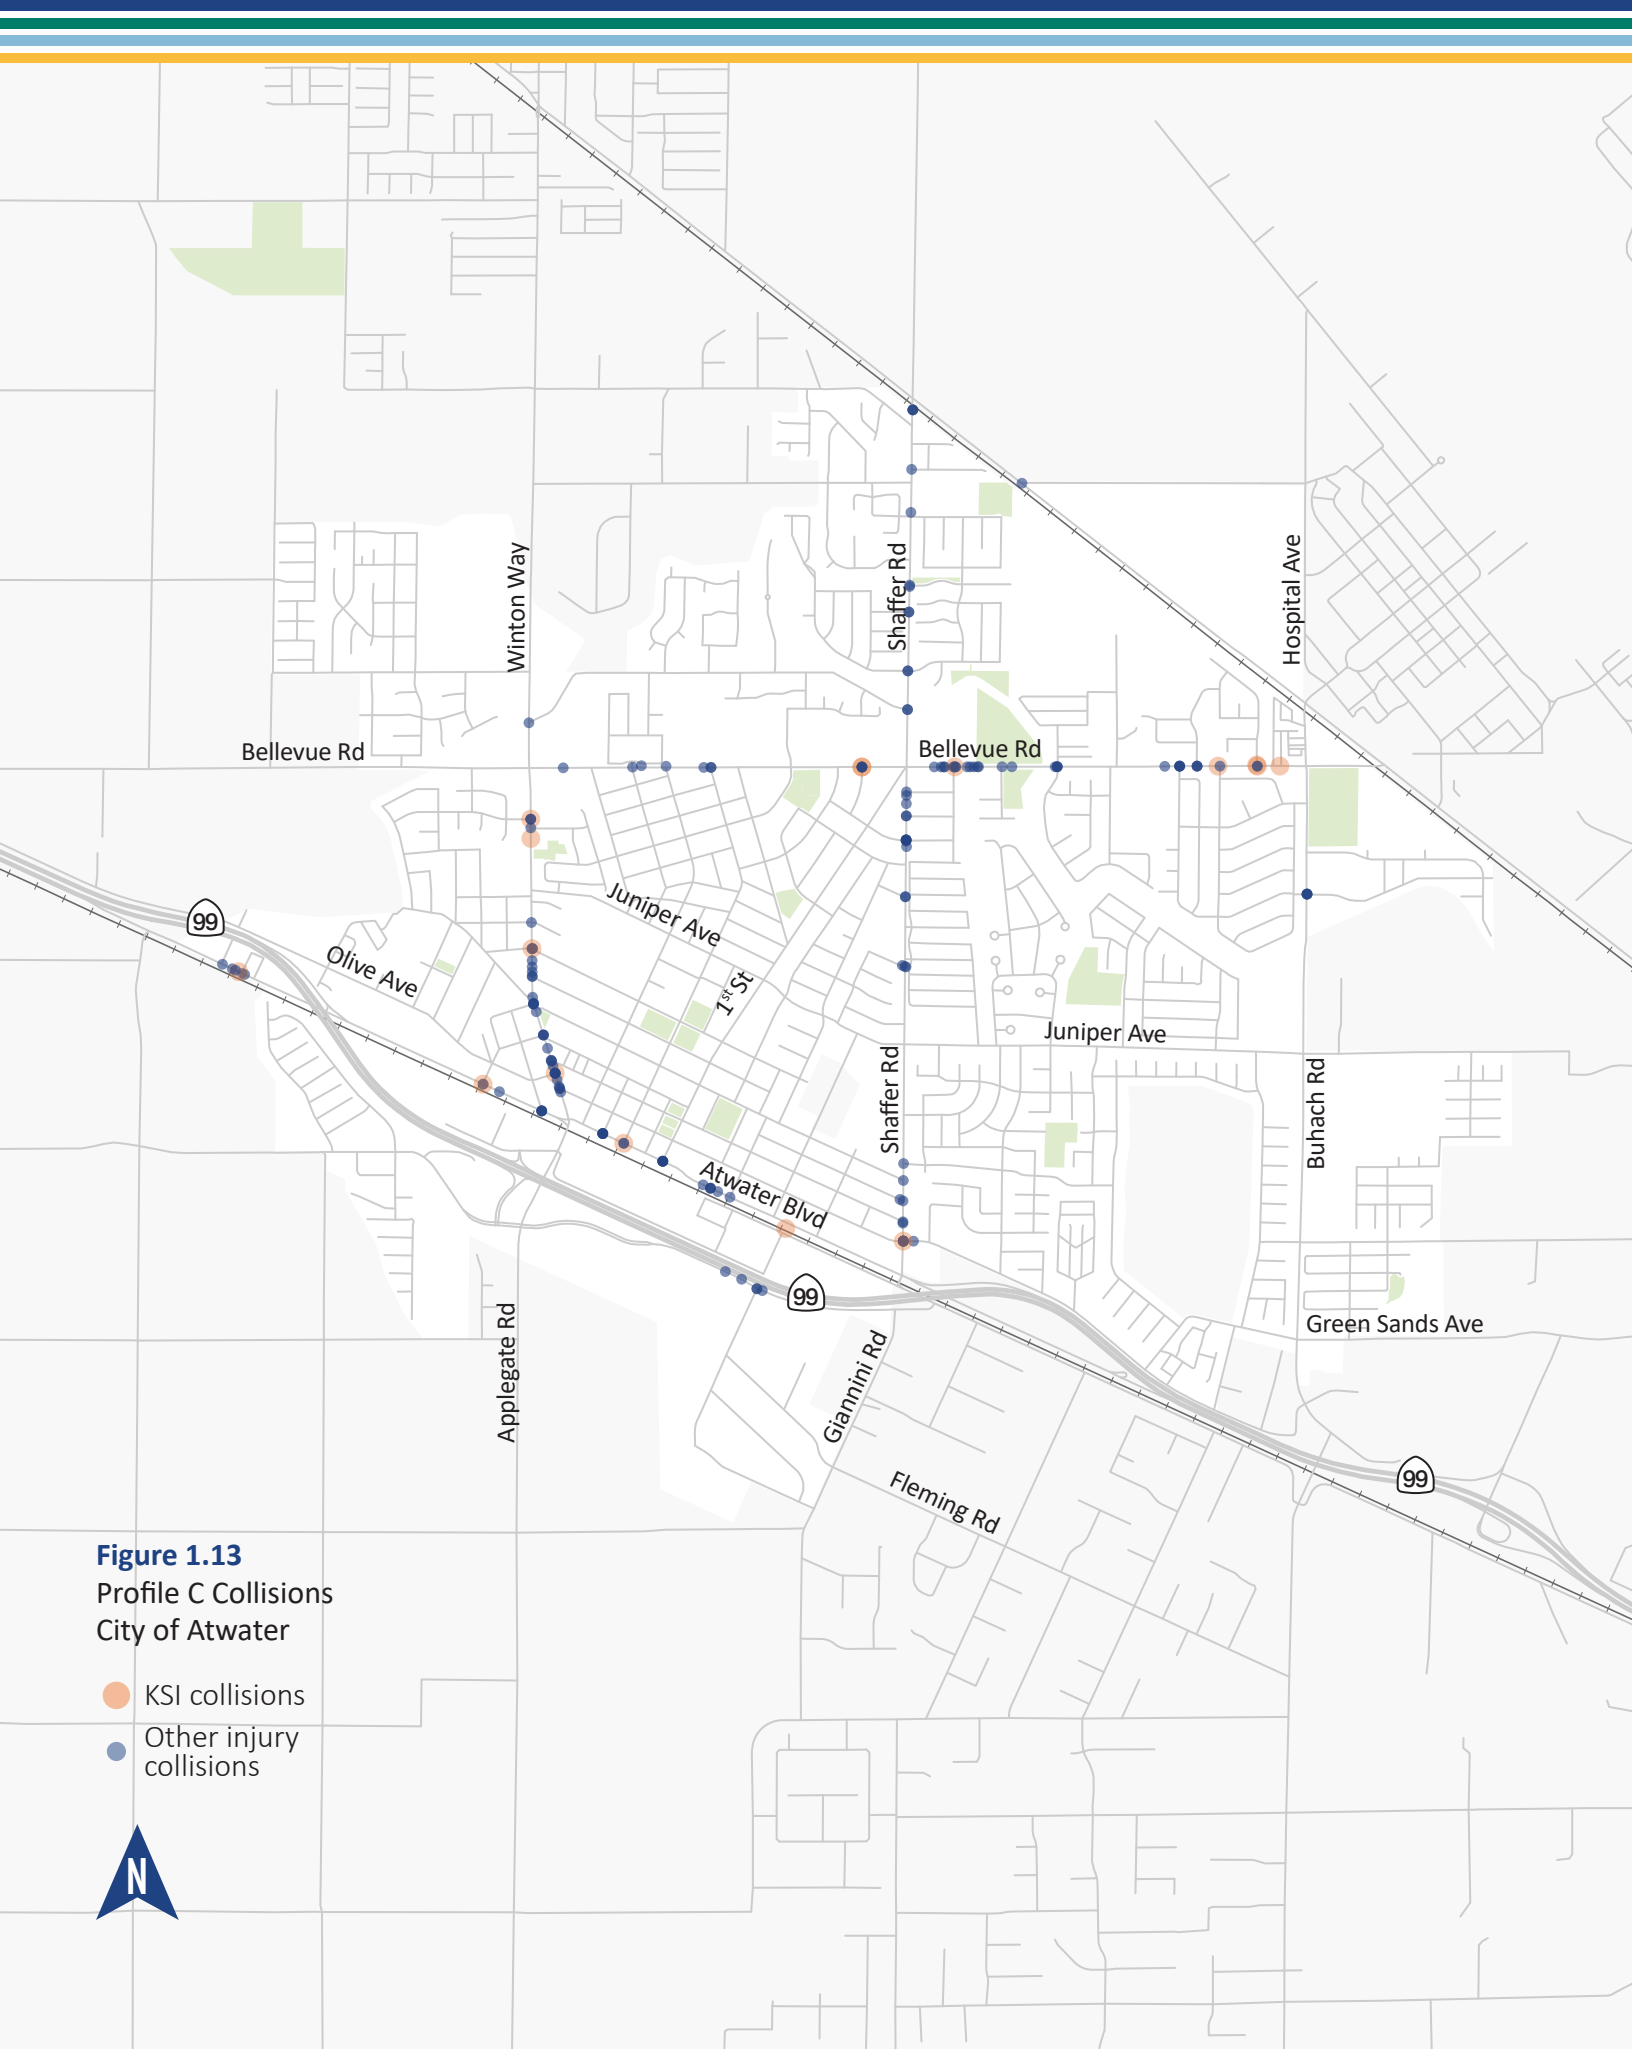 Winton Way
Shaffer Rd
Hospital Ave
Bellevue Rd
Bellevue Rd
99
Juniper Ave
Olive Ave
1st St
Juniper Ave
Shaffer Rd
Buhach Rd
Atwater Blvd
99
Green Sands Ave
Applegate Rd
Giannini Rd
99
Fleming Rd
Figure 1.13
Profile C Collisions
City of Atwater
KSI collisions
Other injury
collisions
N